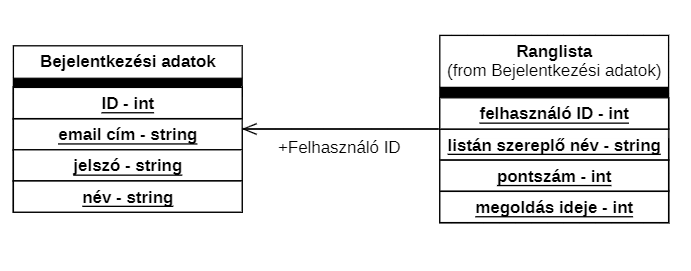 Bejelentkezési adatok
ID - int
email cím - string
jelszó - string
név - string
+Felhasználó ID
Ranglista
(from Bejelentkezési adatok)
felhasználó ID - int
listán szereplő név - string
pontszám - int
megoldás ideje - int